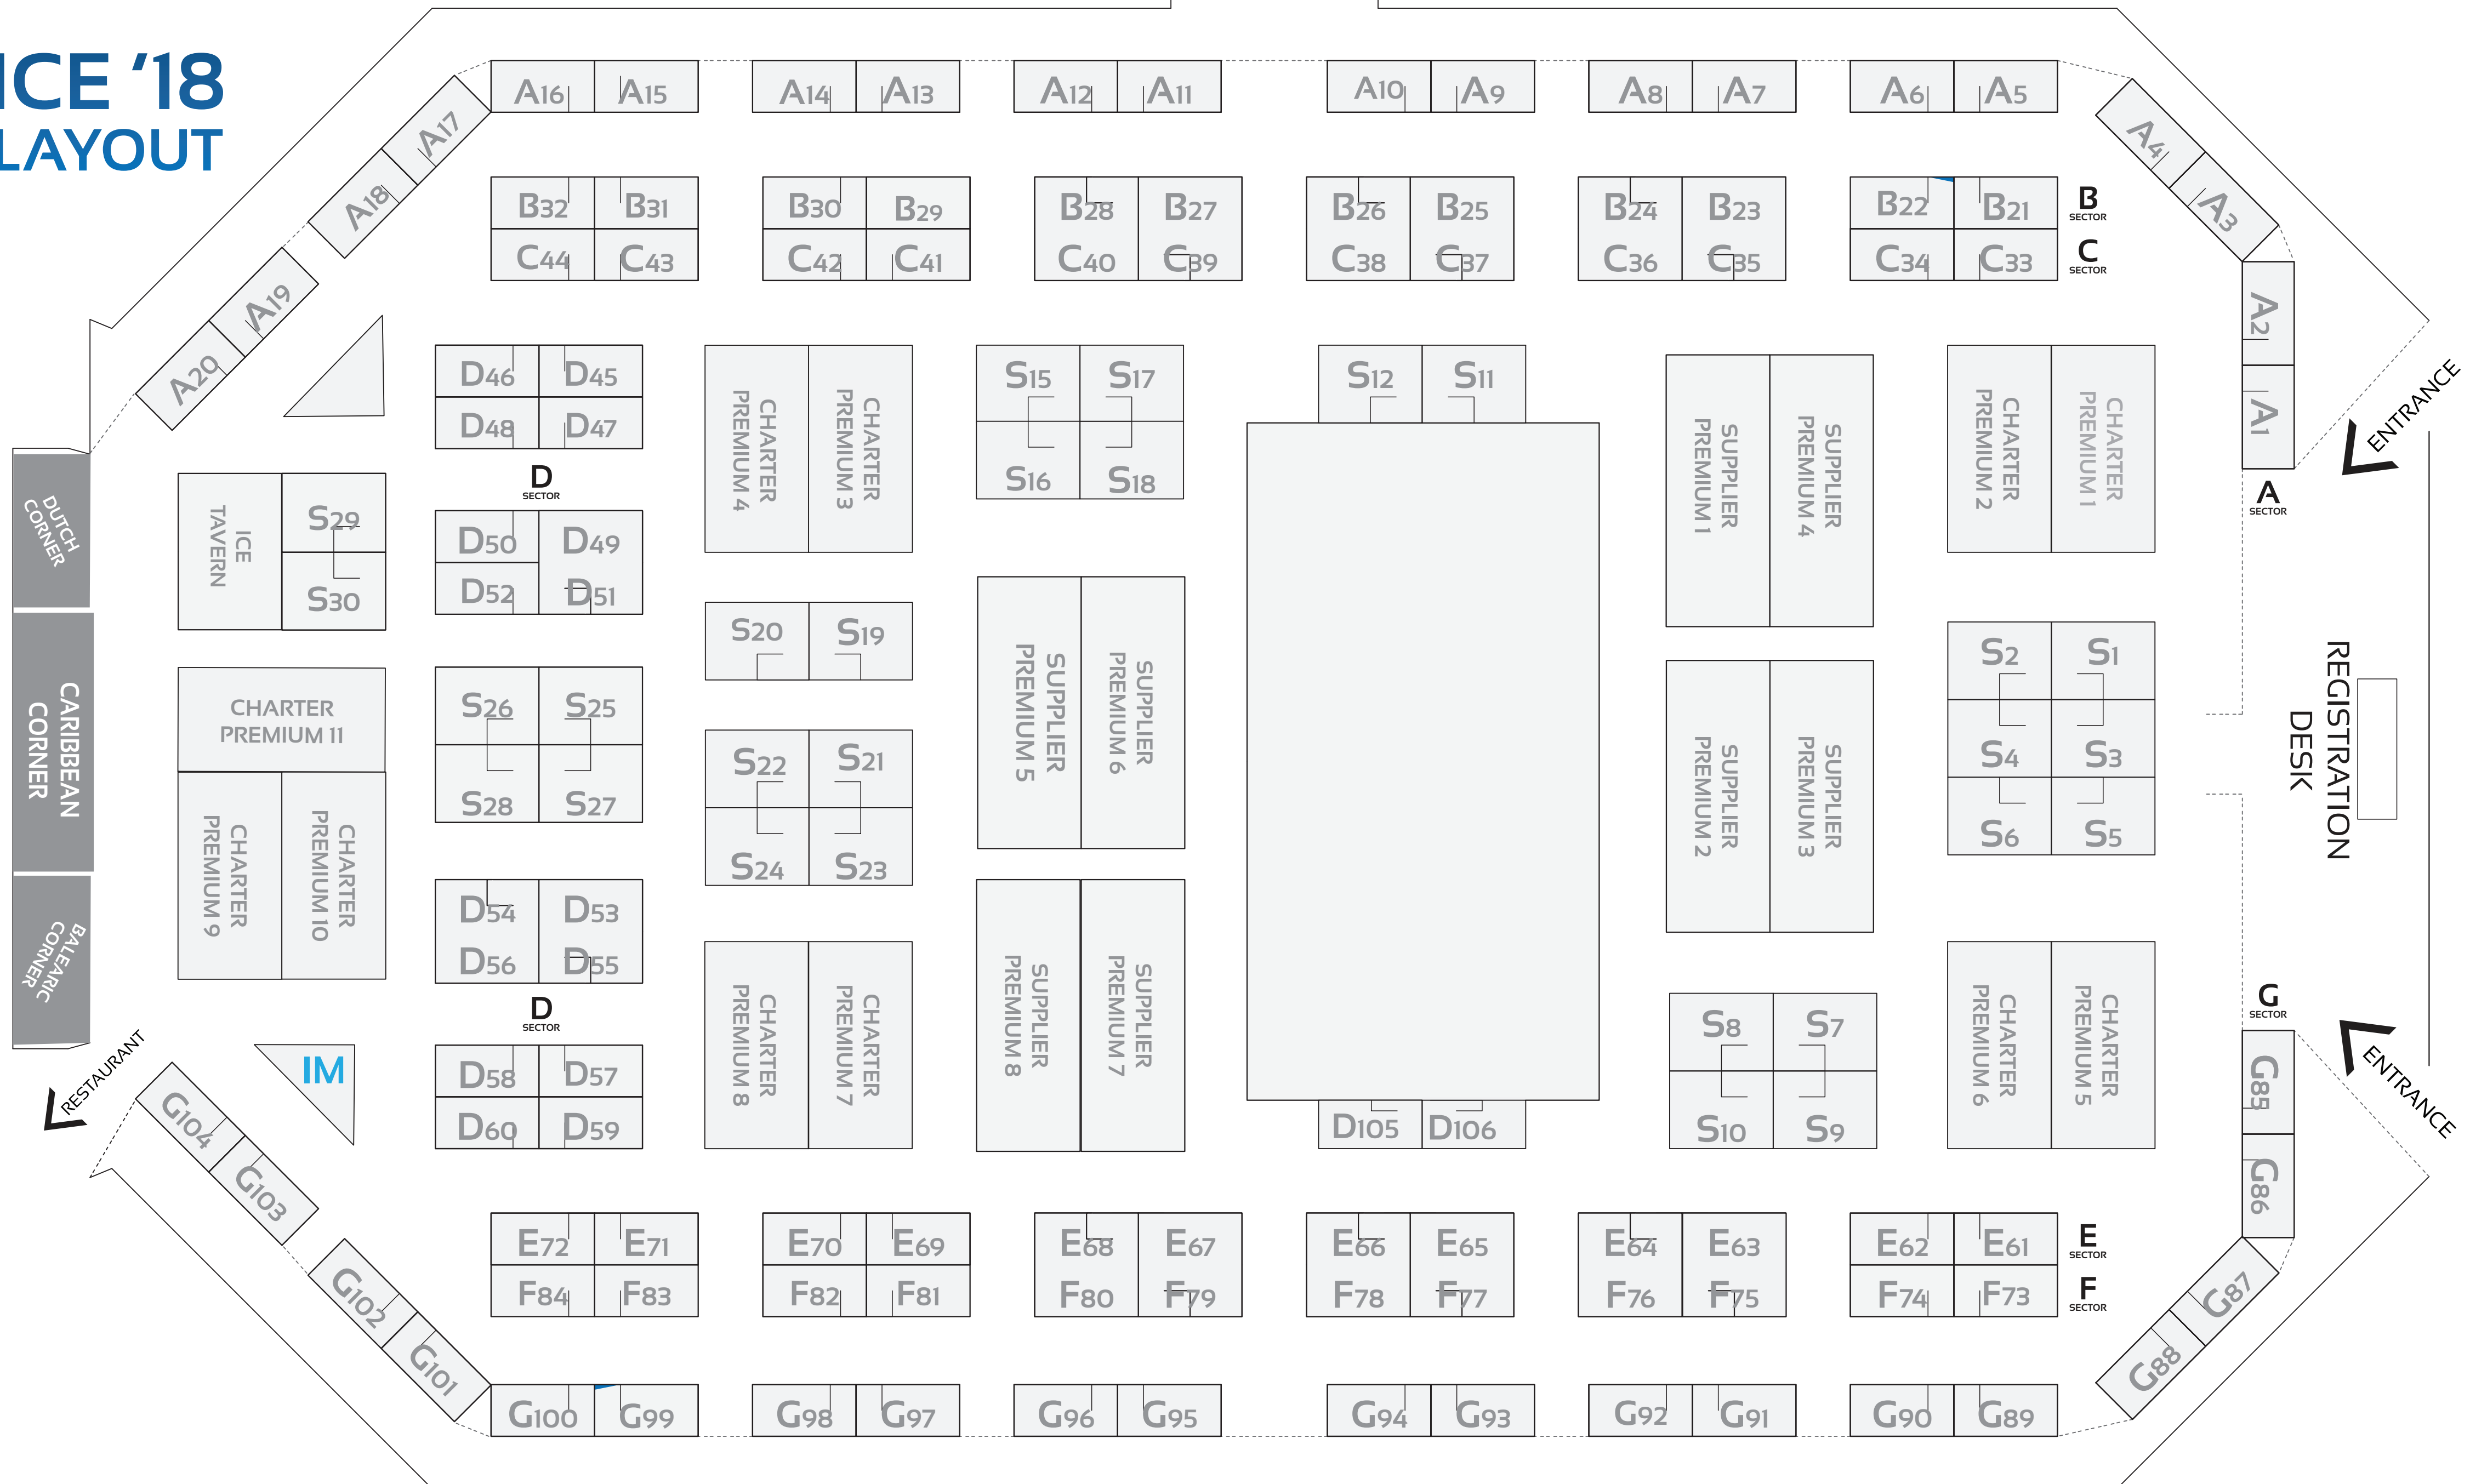 ICE '18
LAYOUT
A16 A15 A14 A13 A12 A11 A10 A9 A8 A7 A6 A5
A17
A18
A19
A20
A4
A3
A2
A1
B32 B31 B30 B29 B28 B27 B26 B25 B24 B23 B22 B21
B
SECTOR
C44 C43 C42 C41 C40 C39 C38 C37 C36 C35 C34 C33
C
SECTOR
ENTRANCE
A
SECTOR
D46 D45
D48 D47
D
SECTOR
D50 D49
D52 D51
CHARTER
PREMIUM 4
CHARTER
PREMIUM 3
S15 S17
S16 S18
S12 S11
SUPPLIER
PREMIUM 1
SUPPLIER
PREMIUM 4
CHARTER
PREMIUM 2
CHARTER
PREMIUM 1
DUTCH
CORNER
CARIBBEAN
CORNER
BALEARIC
CORNER
ICE
TAVERN
S29
S30
CHARTER
PREMIUM 11
CHARTER
PREMIUM 9
CHARTER
PREMIUM 10
S26 S25
S28 S27
S20 S19
S22 S21
S24 S23
SUPPLIER
PREMIUM 5
SUPPLIER
PREMIUM 6
SUPPLIER
PREMIUM 2
SUPPLIER
PREMIUM 3
S2 S1
S4 S3
S6 S5
REGISTRATION
DESK
D54 D53
D56 D55
D
SECTOR
D58 D57
D60 D59
CHARTER
PREMIUM 8
CHARTER
PREMIUM 7
SUPPLIER
PREMIUM 8
SUPPLIER
PREMIUM 7
D105 D106
S8 S7
S10 S9
CHARTER
PREMIUM 6
CHARTER
PREMIUM 5
G
SECTOR
ENTRANCE
RESTAURANT
IM
G85
G86
G87
G88
G104
G103
G102
G101
E72 E71 E70 E69 E68 E67 E66 E65 E64 E63 E62 E61
E
SECTOR
F84 F83 F82 F81 F80 F79 F78 F77 F76 F75 F74 F73
F
SECTOR
G100 G99 G98 G97 G96 G95 G94 G93 G92 G91 G90 G89